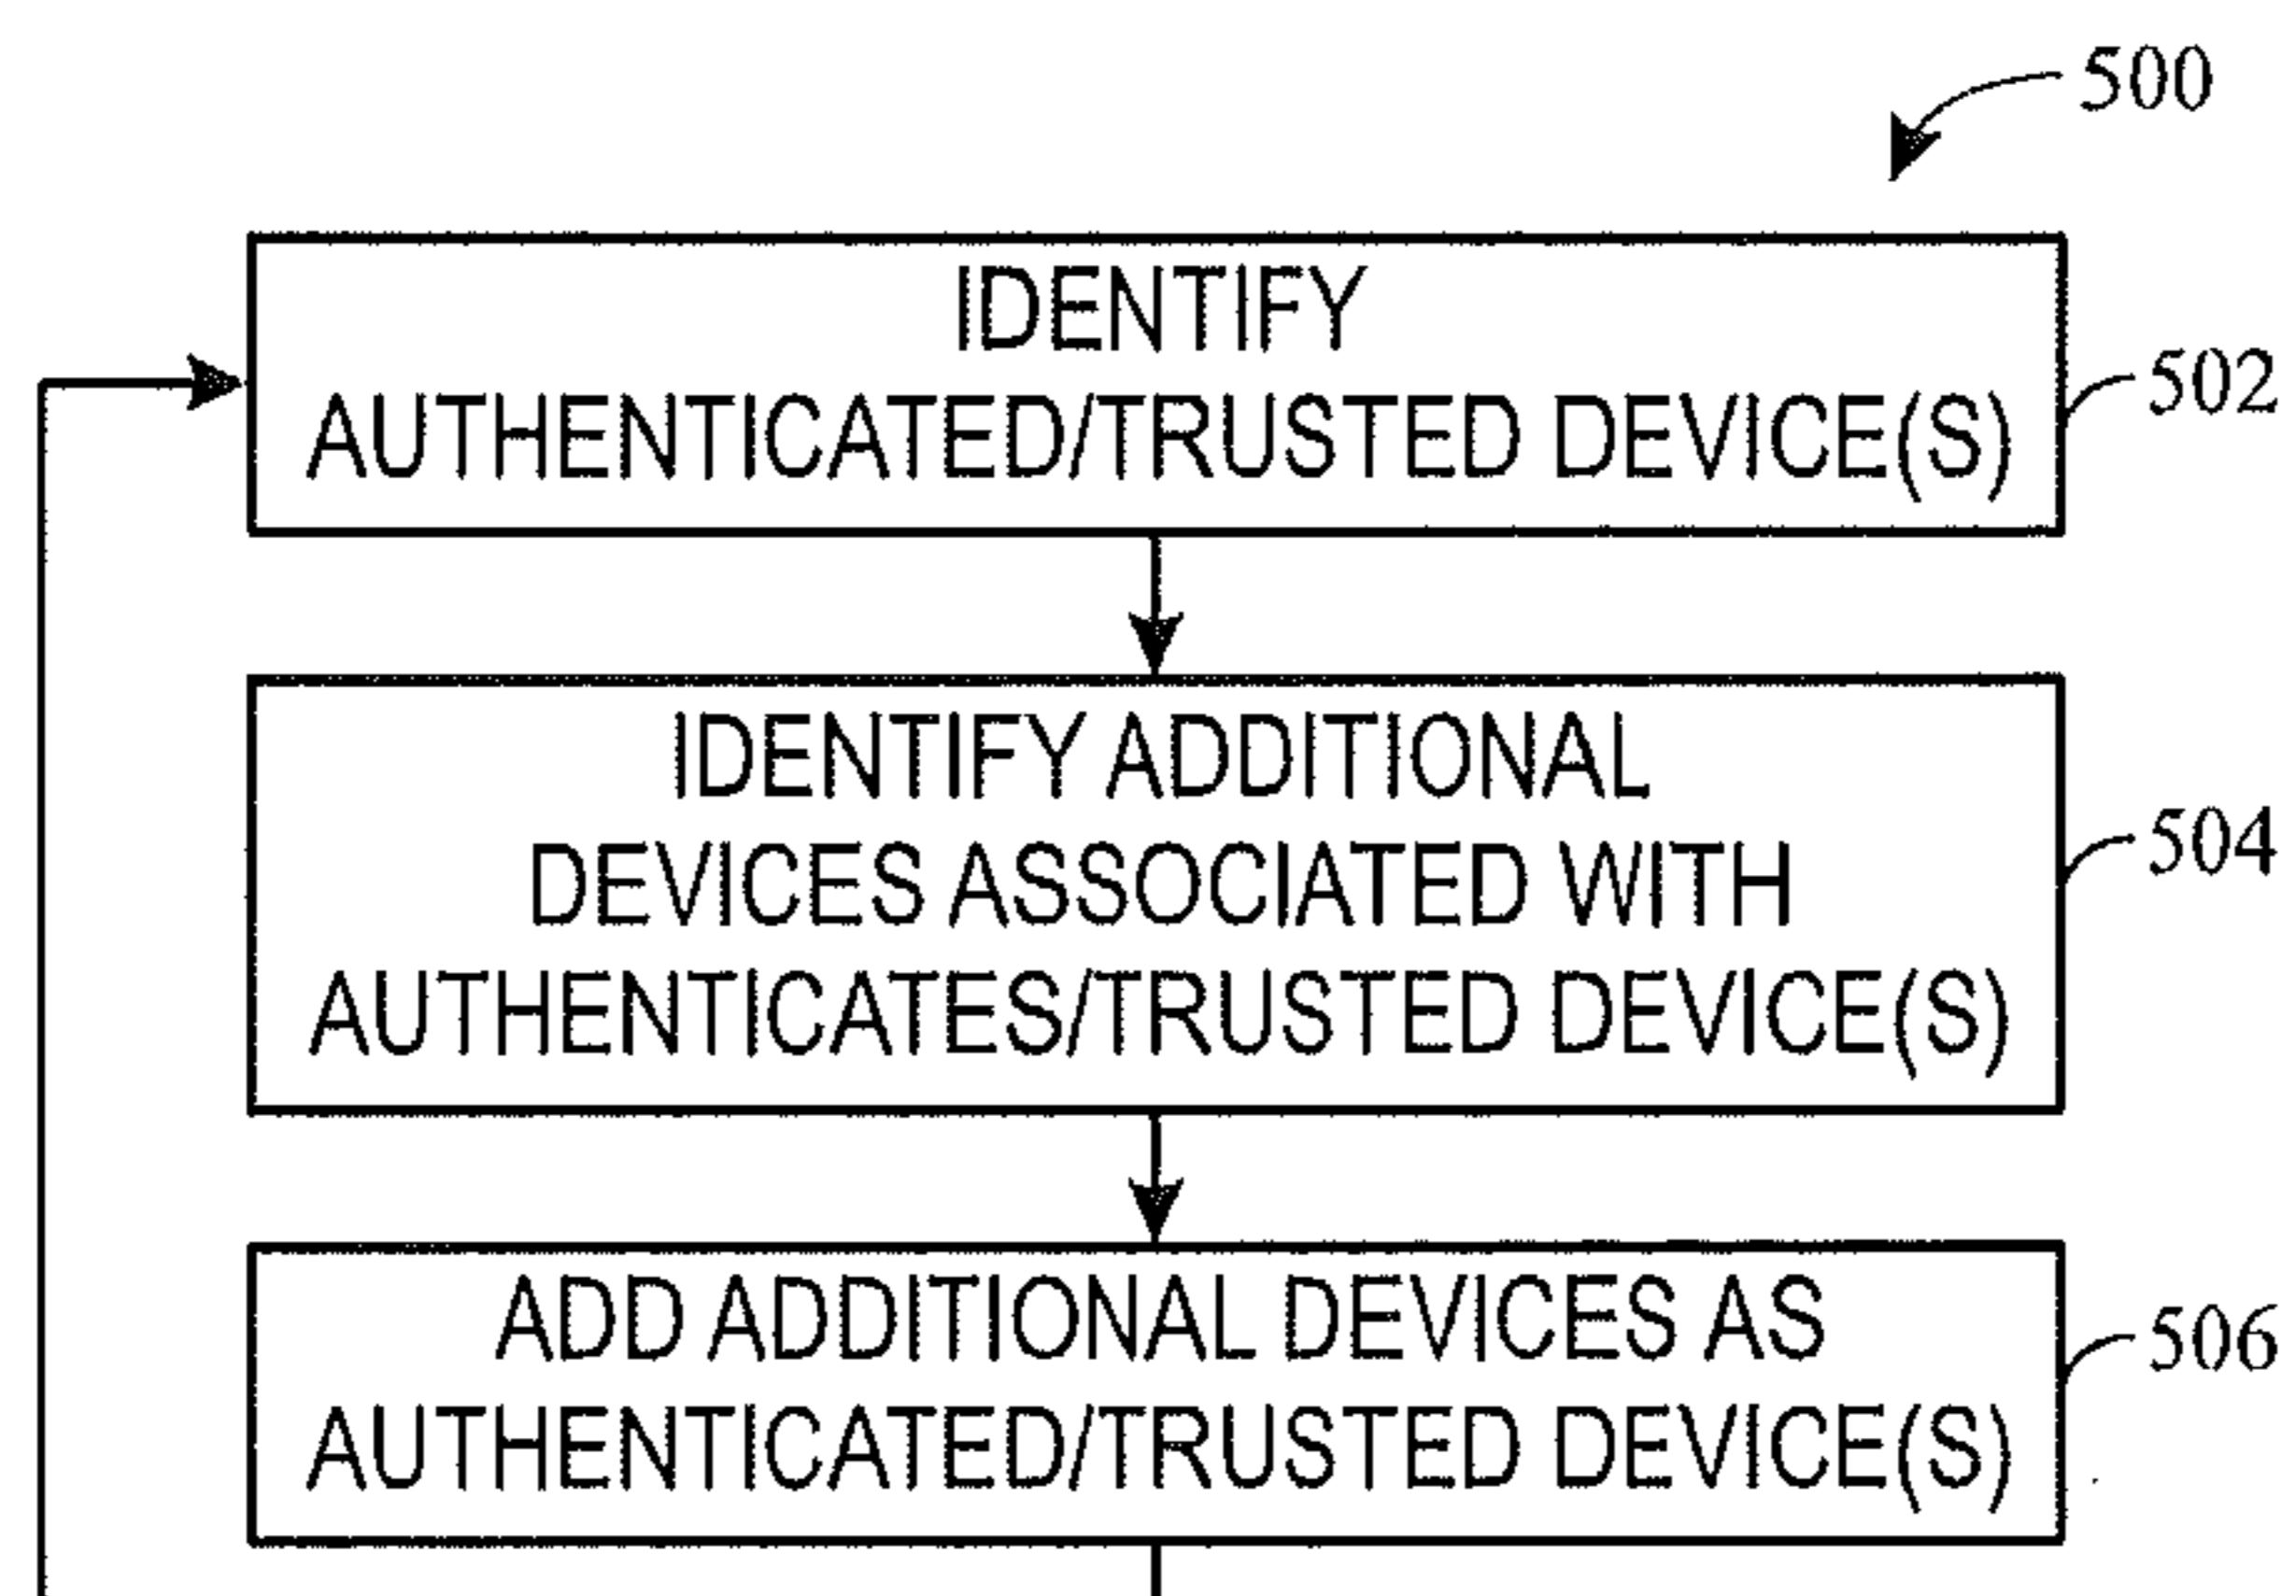 500
IDENTIFY
AUTHENTICATED/TRUSTED DEVICE(S)
502
IDENTIFY ADDITIONAL
DEVICES ASSOCIATED WITH
AUTHENTICATES/TRUSTED DEVICE(S)
504
ADD ADDITIONAL DEVICES AS
AUTHENTICATED/TRUSTED DEVICE(S)
506